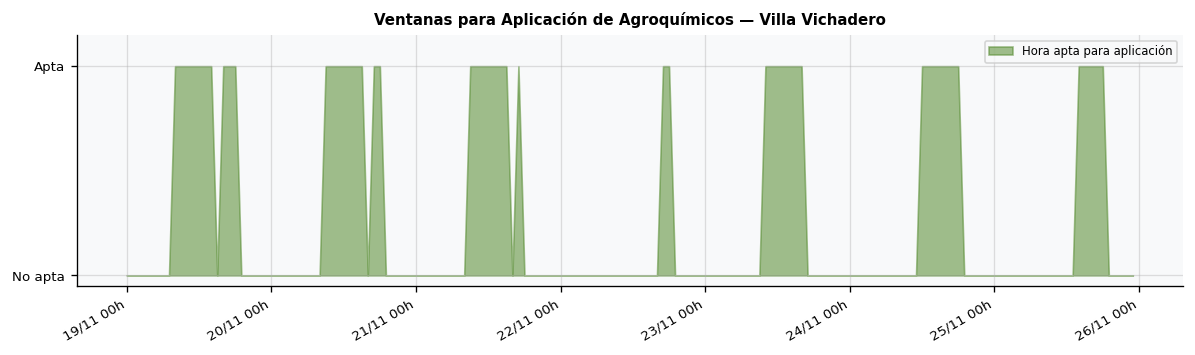 Ventanas para Aplicación de Agroquímicos — Villa Vichadero
Hora apta para aplicación
Apta
No apta
19/11 00h
20/11 00h
21/11 00h
22/11 00h
23/11 00h
24/11 00h
25/11 00h
26/11 00h